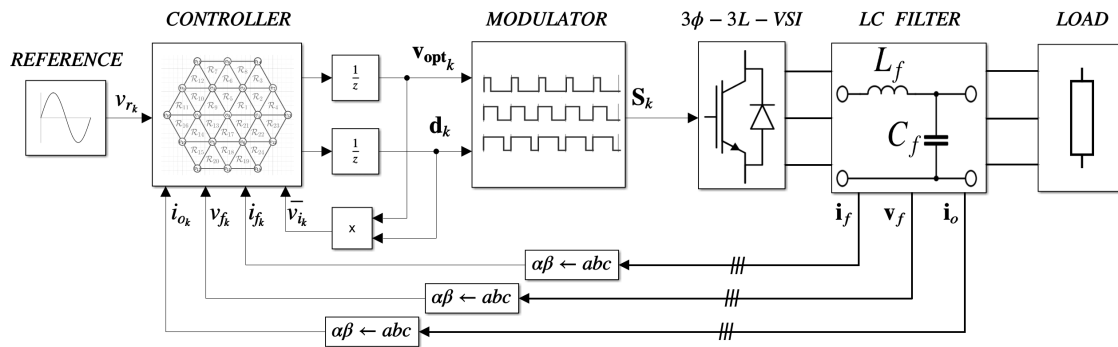 CONTROLLER
MODULATOR
3ϕ − 3L − VSI
LC FILTER
LOAD
REFERENCE
v_{r_k}
1/z
v_{opt_k}
1/z
d_k
S_k
L_f
C_f
i_{o_k}
v_{f_k}
i_{f_k}
v̄_{i_k}
x
i_f
v_f
i_o
αβ ← abc
αβ ← abc
αβ ← abc